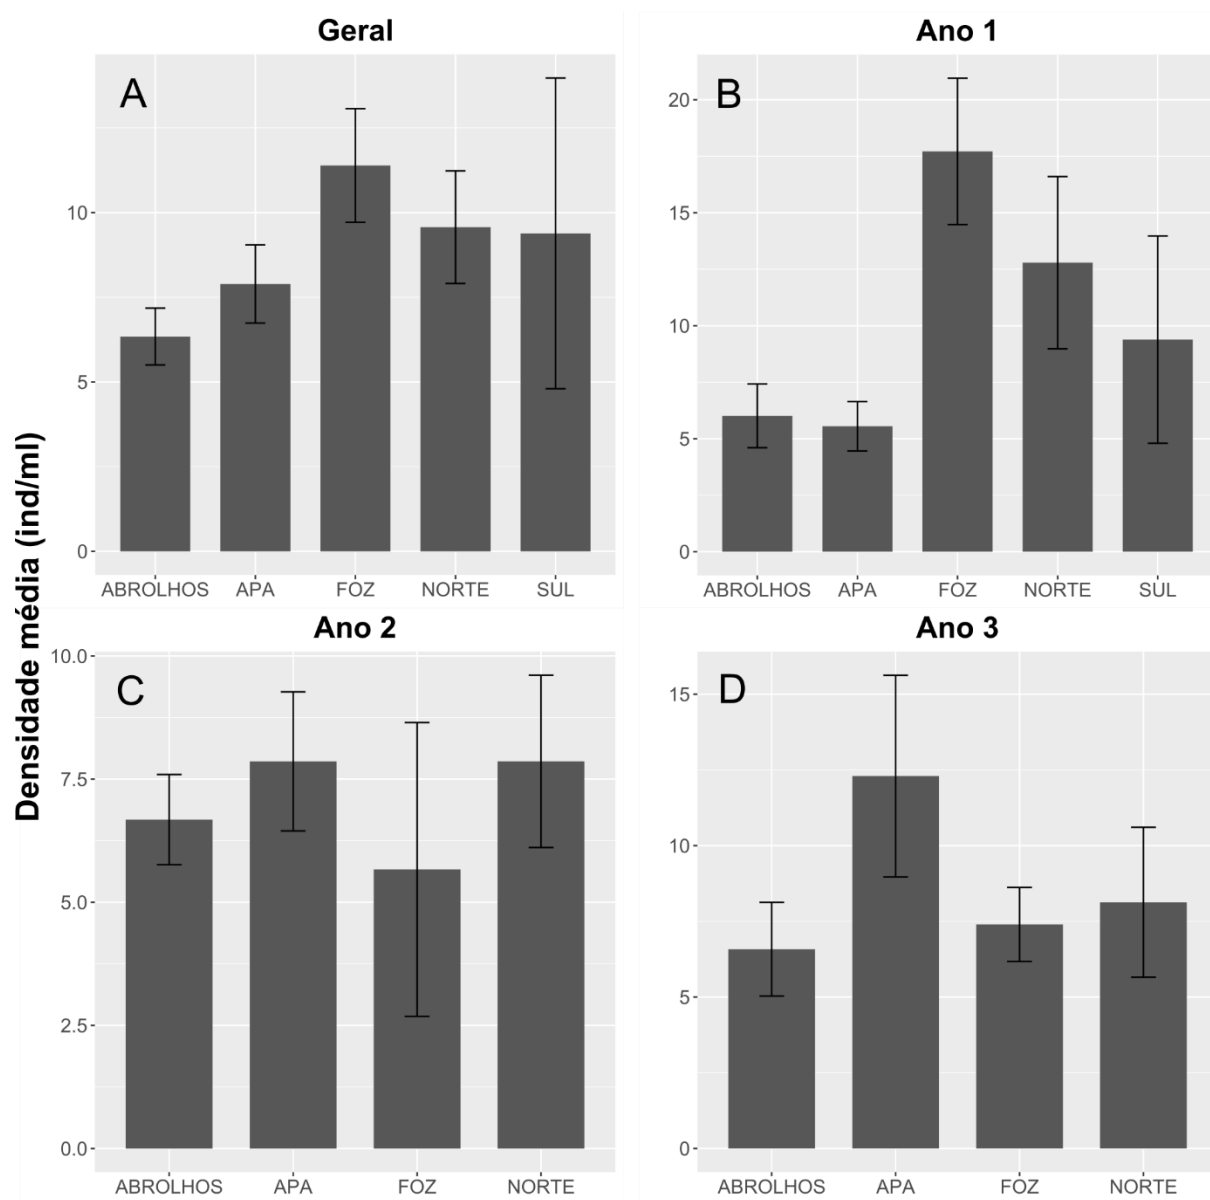 Geral
A
10
5
0
ABROLHOS APA FOZ NORTE SUL
Ano 1
B
20
15
10
5
0
ABROLHOS APA FOZ NORTE SUL
Densidade média (ind/ml)
Ano 2
C
10.0
7.5
5.0
2.5
0.0
ABROLHOS APA FOZ NORTE
Ano 3
D
15
10
5
0
ABROLHOS APA FOZ NORTE